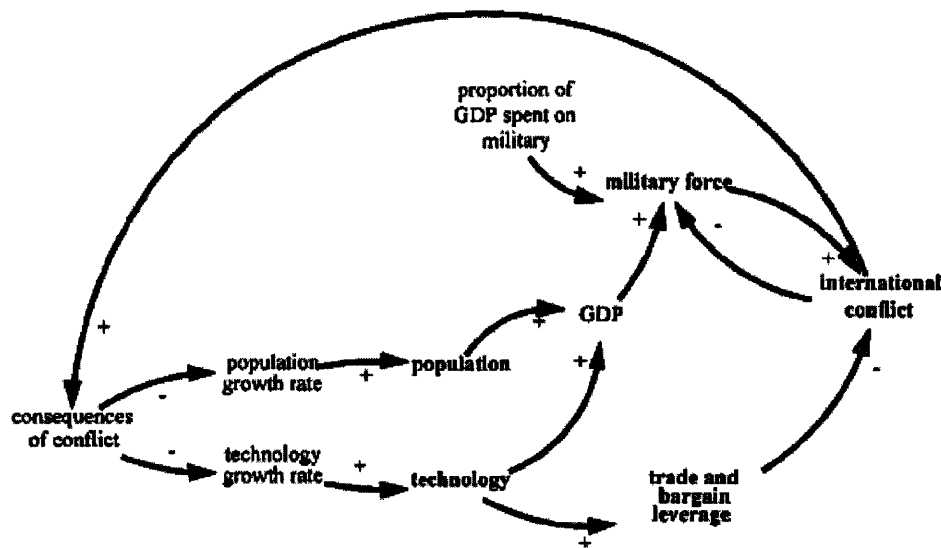 proportion of
GDP spent on
military
+
military force
+
-
+
international
conflict
GDP
+
+
population
growth rate
+
population
+
-
consequences
of conflict
-
technology
growth rate
+
technology
+
trade and
bargain
leverage
-